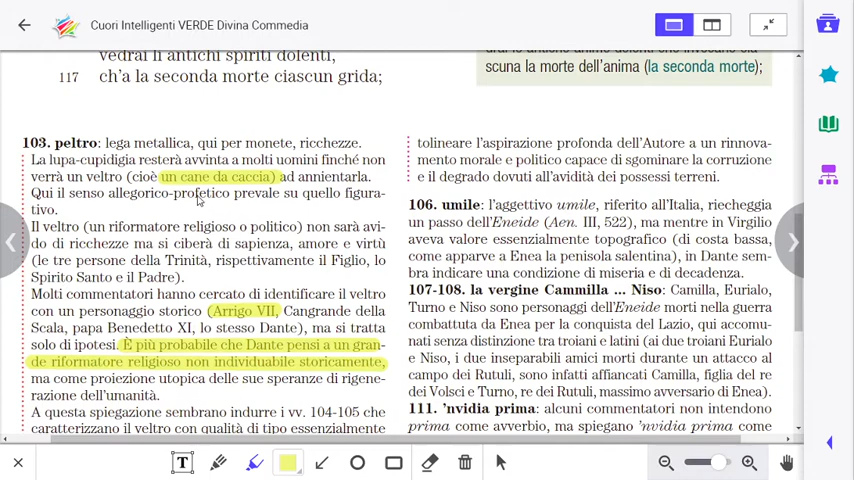 Cuori Intelligenti VERDE Divina Commedia
vedrai li antichi spiriti dolenti,
117 ch'a la seconda morte ciascun grida;
scuna la morte dell'anima (la seconda morte);
103. peltro: lega metallica, qui per monete, ricchezze.
La lupa-cupidigia resterà avvinta a molti uomini finché non
verrà un veltro (cioè un cane da caccia) ad annientarla.
Qui il senso allegorico-profetico prevale su quello figura-
tivo.
Il veltro (un riformatore religioso o politico) non sarà avi-
do di ricchezze ma si ciberà di sapienza, amore e virtù
(le tre persone della Trinità, rispettivamente il Figlio, lo
Spirito Santo e il Padre).
Molti commentatori hanno cercato di identificare il veltro
con un personaggio storico (Arrigo VII, Cangrande della
Scala, papa Benedetto XI, lo stesso Dante), ma si tratta
solo di ipotesi. È più probabile che Dante pensi a un gran-
de riformatore religioso non individuabile storicamente,
ma come proiezione utopica delle sue speranze di rigene-
razione dell'umanità.
A questa spiegazione sembrano indurre i vv. 104-105 che
caratterizzano il veltro con qualità di tipo essenzialmente
tolineare l'aspirazione profonda dell'Autore a un rinnova-
mento morale e politico capace di sgominare la corruzione
e il degrado dovuti all'avidità dei possessi terreni.
106. umile: l'aggettivo umile, riferito all'Italia, riecheggia
un passo dell'Eneide (Aen. III, 522), ma mentre in Virgilio
aveva valore essenzialmente topografico (di costa bassa,
come apparve a Enea la penisola salentina), in Dante sem-
bra indicare una condizione di miseria e di decadenza.
107-108. la vergine Cammilla ... Niso: Camilla, Eurialo,
Turno e Niso sono personaggi dell'Eneide morti nella guerra
combattuta da Enea per la conquista del Lazio, qui accomu-
nati senza distinzione tra troiani e latini (ai due troiani Eurialo
e Niso, i due inseparabili amici morti durante un attacco al
campo dei Rutuli, sono infatti affiancati Camilla, figlia del re
dei Volsci e Turno, re dei Rutuli, massimo avversario di Enea).
111. 'nvidia prima: alcuni commentatori non intendono
prima come avverbio, ma spiegano 'nvidia prima come
T